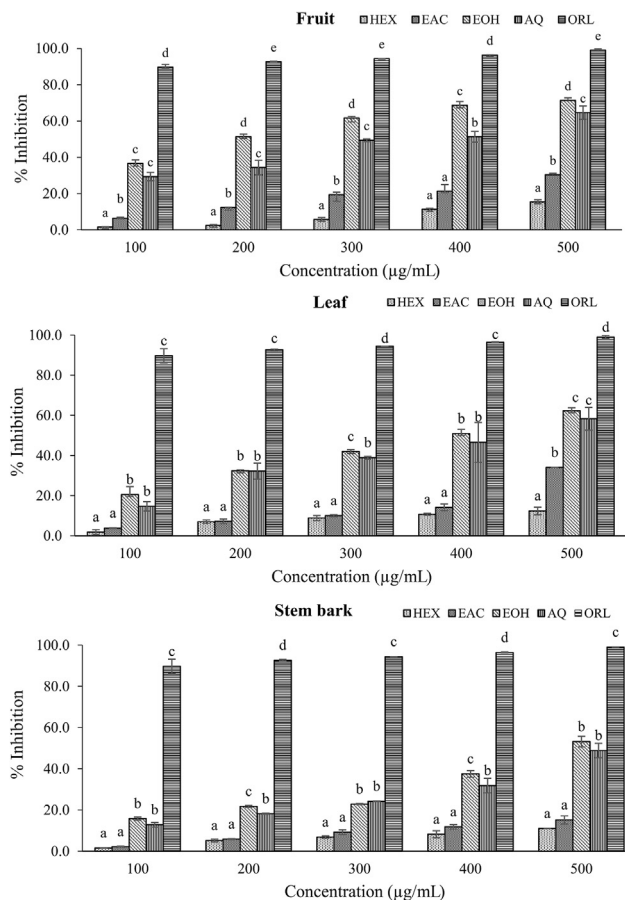 Fruit
HEX EAC EOH AQ ORL
100.0
80.0
60.0
40.0
20.0
0.0
% Inhibition
a b c c d
a b d c e
a b d c e
a a c b d
a b d c e
100 200 300 400 500
Concentration (µg/mL)
Leaf
HEX EAC EOH AQ ORL
100.0
80.0
60.0
40.0
20.0
0.0
% Inhibition
a a b b c
a a b b c
a a c b d
a a b b c
a b c c d
100 200 300 400 500
Concentration (µg/mL)
Stem bark
HEX EAC EOH AQ ORL
100.0
80.0
60.0
40.0
20.0
0.0
% Inhibition
a a b b c
a a c b d
a a b b c
a a c b d
a a b b c
100 200 300 400 500
Concentration (µg/mL)